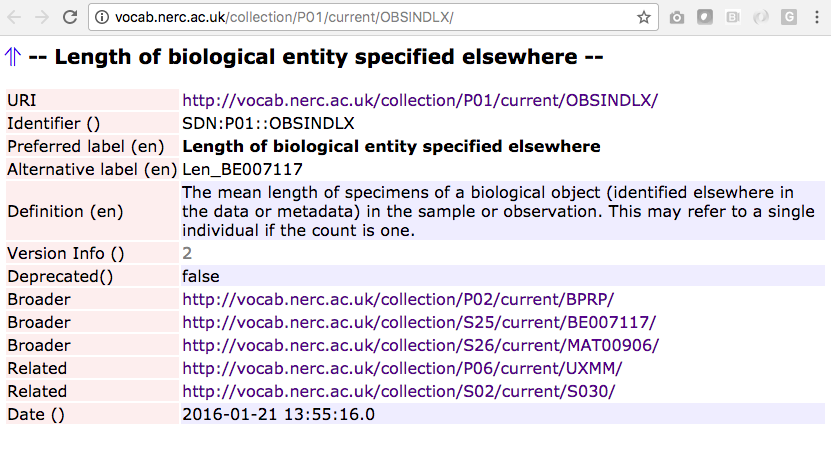 vocab.nerc.ac.uk/collection/P01/current/OBSINDLX/
⇑ -- Length of biological entity specified elsewhere --
URI http://vocab.nerc.ac.uk/collection/P01/current/OBSINDLX/
Identifier () SDN:P01::OBSINDLX
Preferred label (en) Length of biological entity specified elsewhere
Alternative label (en) Len_BE007117
Definition (en) The mean length of specimens of a biological object (identified elsewhere in
the data or metadata) in the sample or observation. This may refer to a single
individual if the count is one.
Version Info () 2
Deprecated() false
Broader http://vocab.nerc.ac.uk/collection/P02/current/BPRP/
Broader http://vocab.nerc.ac.uk/collection/S25/current/BE007117/
Broader http://vocab.nerc.ac.uk/collection/S26/current/MAT00906/
Related http://vocab.nerc.ac.uk/collection/P06/current/UXMM/
Related http://vocab.nerc.ac.uk/collection/S02/current/S030/
Date () 2016-01-21 13:55:16.0